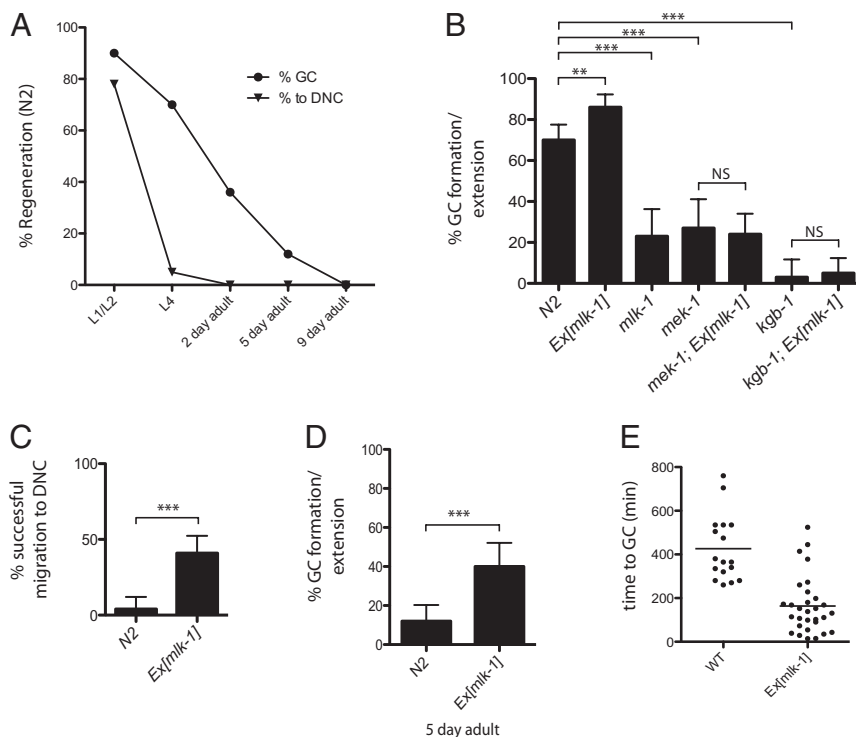 A
% Regeneration (N2)
100
80
60
40
20
0
% GC
% to DNC
L1/L2
L4
2 day adult
5 day adult
9 day adult
B
% GC formation/
extension
100
80
60
40
20
0
***
***
***
**
NS
NS
N2
Ex[mlk-1]
mlk-1
mek-1
mek-1; Ex[mlk-1]
kgb-1
kgb-1; Ex[mlk-1]
C
% successful
migration to DNC
100
50
0
***
N2
Ex[mlk-1]
D
% GC formation/
extension
100
80
60
40
20
0
***
N2
Ex[mlk-1]
5 day adult
E
time to GC (min)
800
600
400
200
0
WT
Ex[mlk-1]